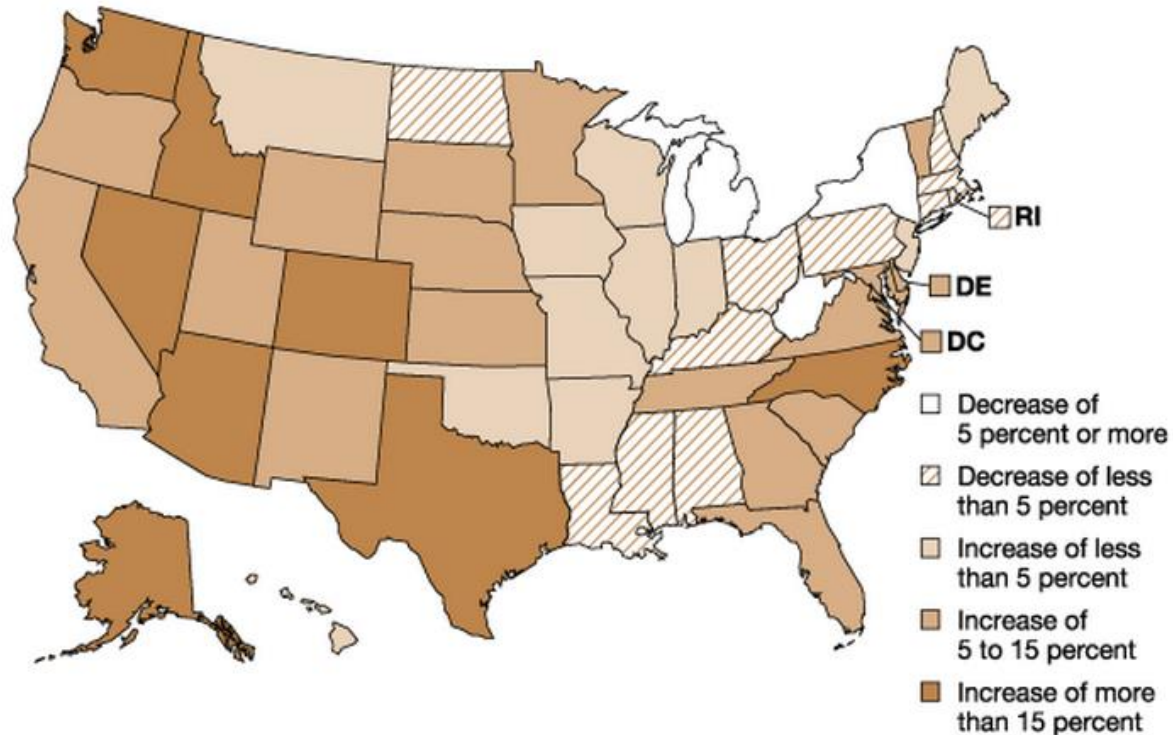 RI
DE
DC
Decrease of
5 percent or more
Decrease of less
than 5 percent
Increase of less
than 5 percent
Increase of
5 to 15 percent
Increase of more
than 15 percent